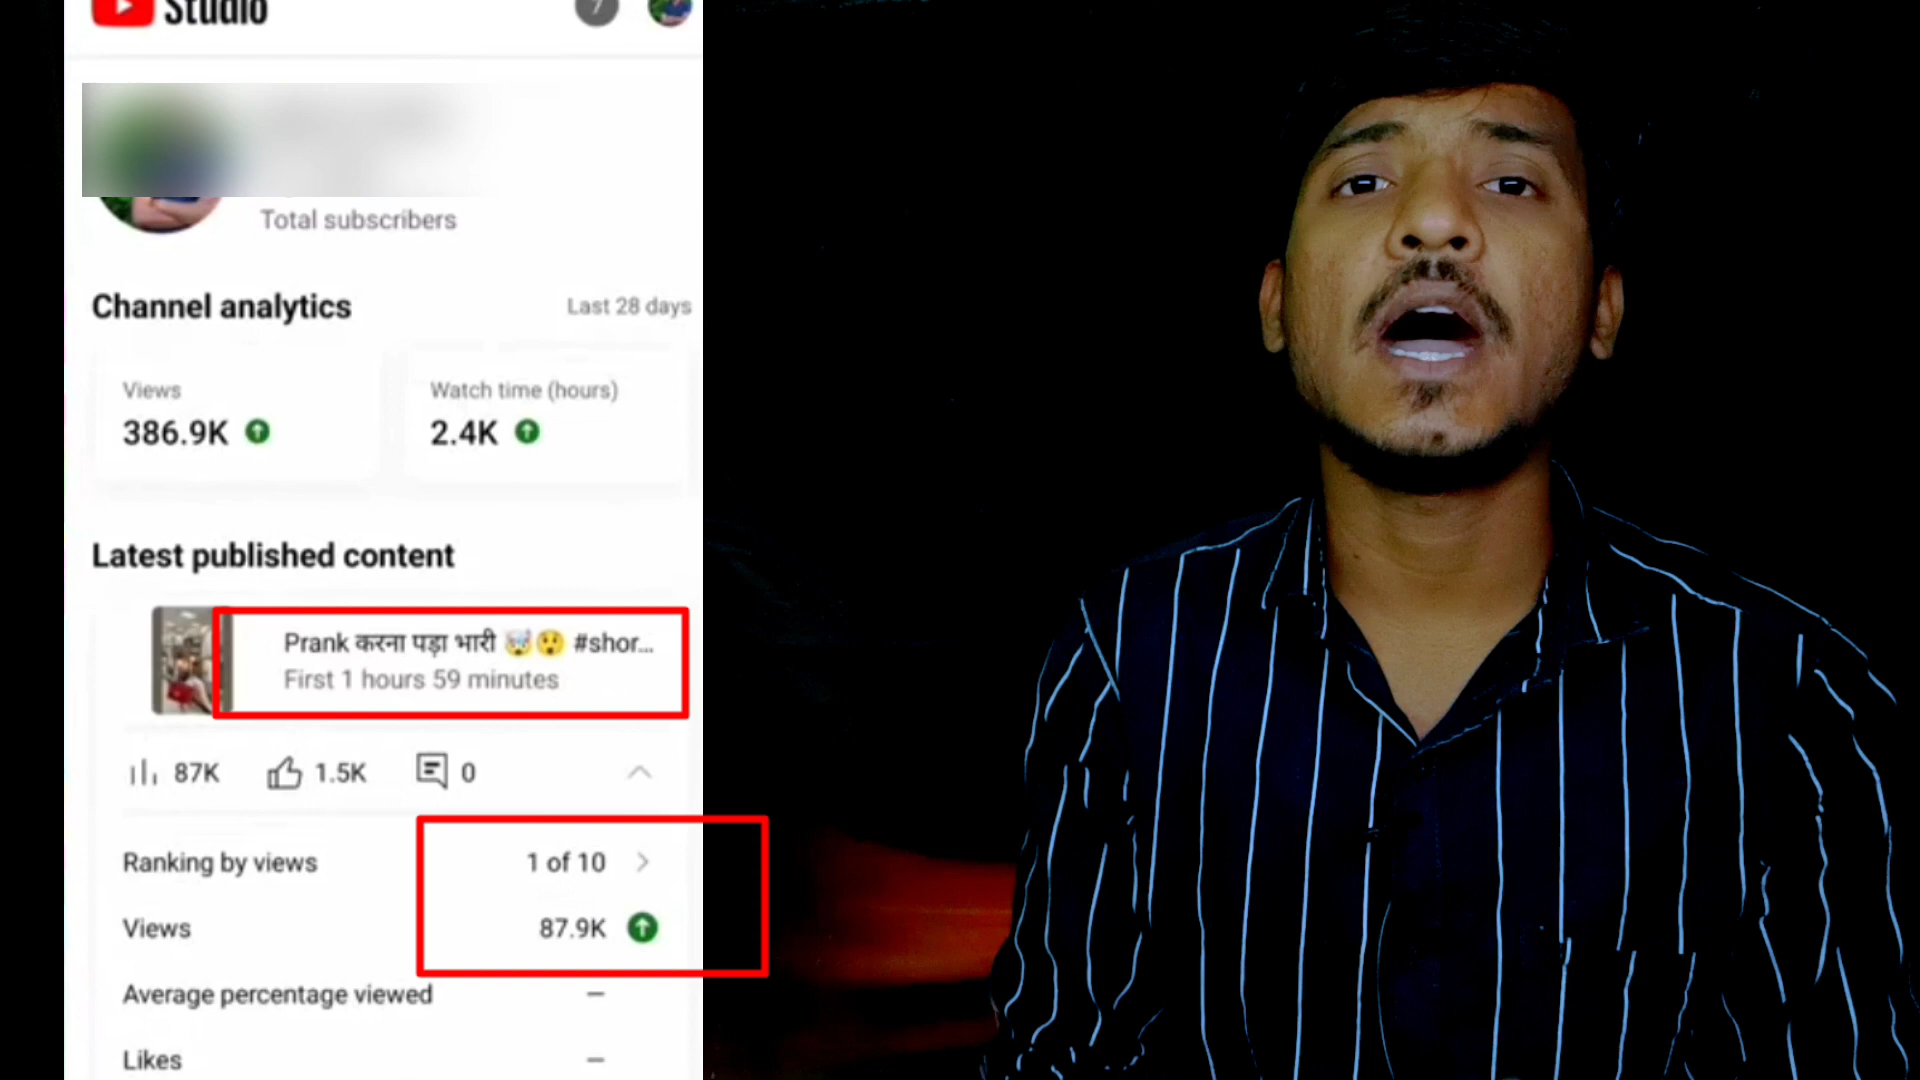 Studio
7
Total subscribers
Channel analytics
Last 28 days
Views
Watch time (hours)
386.9K
2.4K
Latest published content
Prank करना पड़ा भारी 🤯😲 #shor...
First 1 hours 59 minutes
87K 1.5K 0
Ranking by views 1 of 10
Views 87.9K
Average percentage viewed –
Likes –